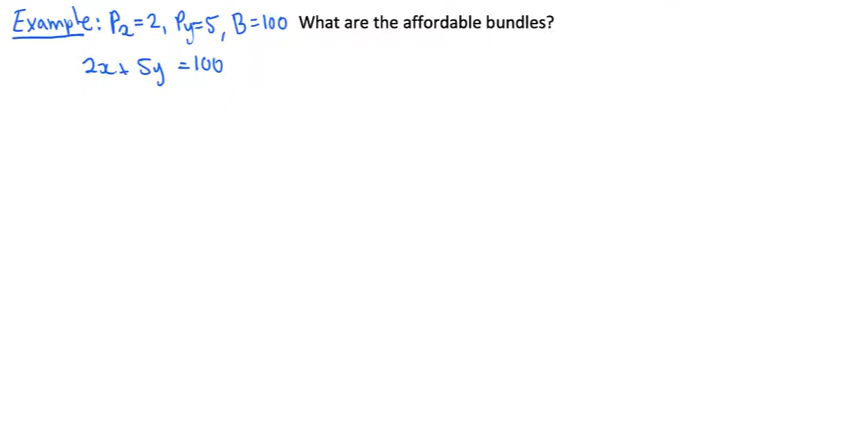 Example: Px=2, Py=5, B=100 What are the affordable bundles?
2x+ 5y =100